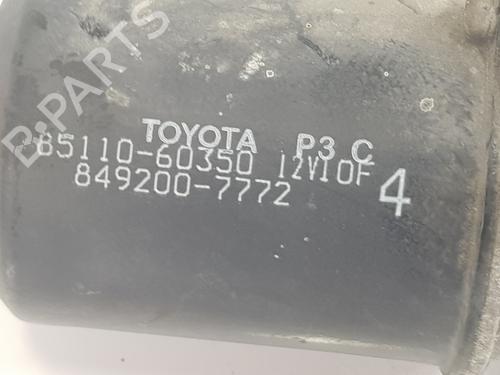 B-PARTS
TOYOTA P3 C
85110-60350 12V10F 4
849200-7772